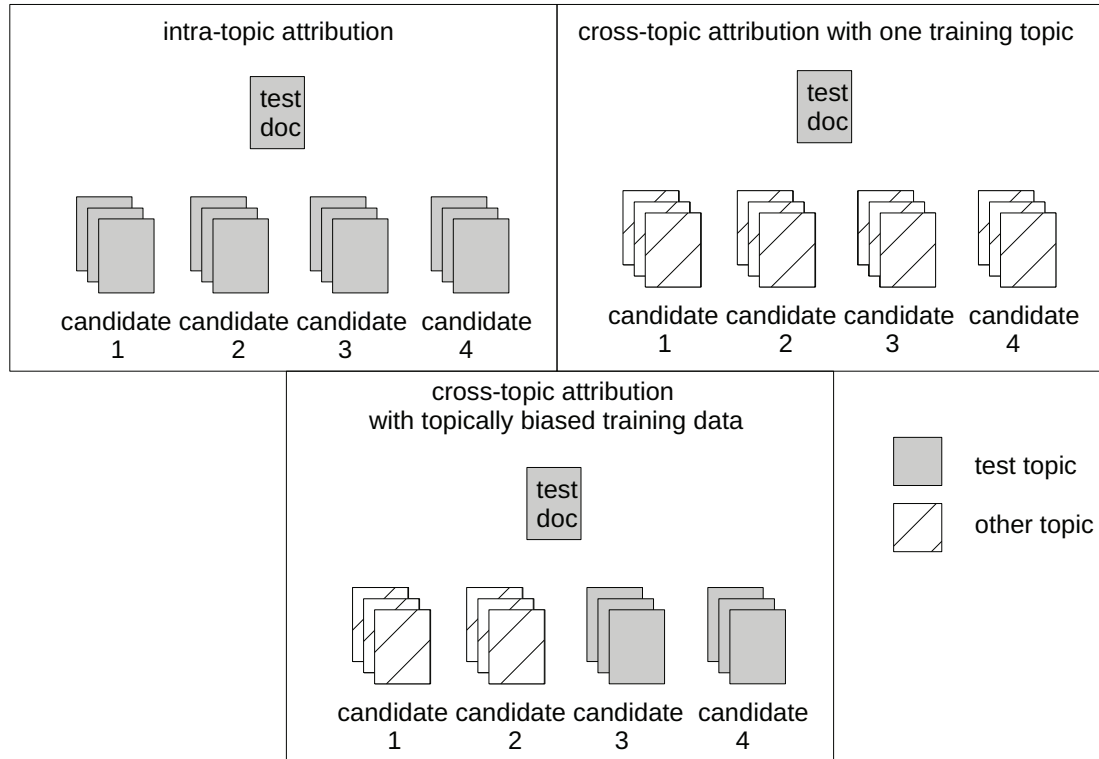 intra-topic attribution
test
doc
candidate candidate candidate candidate
1 2 3 4
cross-topic attribution with one training topic
test
doc
candidate candidate candidate candidate
1 2 3 4
cross-topic attribution
with topically biased training data
test
doc
candidate candidate candidate candidate
1 2 3 4
test topic
other topic